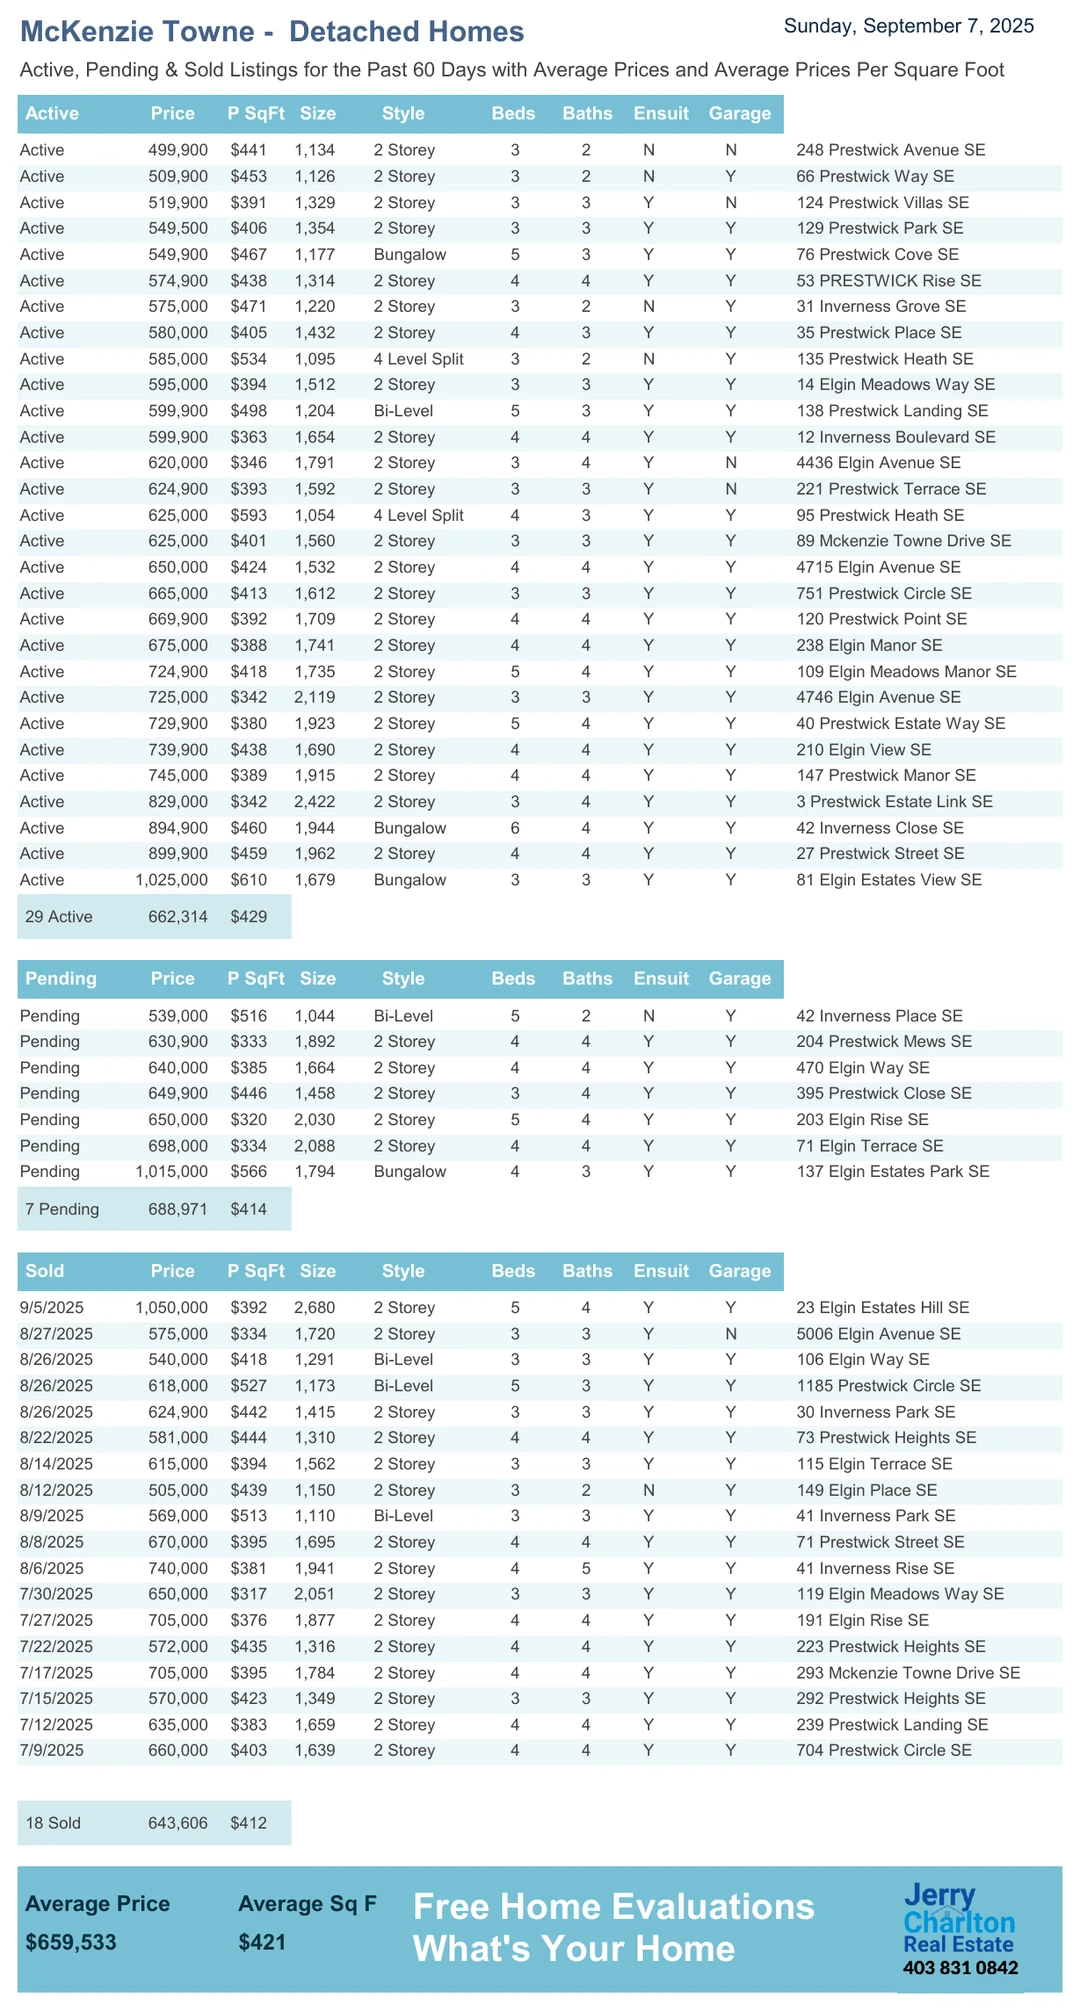 McKenzie Towne - Detached Homes
Sunday, September 7, 2025
Active, Pending & Sold Listings for the Past 60 Days with Average Prices and Average Prices Per Square Foot
Active Price P SqFt Size Style Beds Baths Ensuit Garage
Active 499,900 $441 1,134 2 Storey 3 2 N N 248 Prestwick Avenue SE
Active 509,900 $453 1,126 2 Storey 3 2 N Y 66 Prestwick Way SE
Active 519,900 $391 1,329 2 Storey 3 3 Y N 124 Prestwick Villas SE
Active 549,500 $406 1,354 2 Storey 3 3 Y Y 129 Prestwick Park SE
Active 549,900 $467 1,177 Bungalow 5 3 Y Y 76 Prestwick Cove SE
Active 574,900 $438 1,314 2 Storey 4 4 Y Y 53 PRESTWICK Rise SE
Active 575,000 $471 1,220 2 Storey 3 2 N Y 31 Inverness Grove SE
Active 580,000 $405 1,432 2 Storey 4 3 Y Y 35 Prestwick Place SE
Active 585,000 $534 1,095 4 Level Split 3 2 N Y 135 Prestwick Heath SE
Active 595,000 $394 1,512 2 Storey 3 3 Y Y 14 Elgin Meadows Way SE
Active 599,900 $498 1,204 Bi-Level 5 3 Y Y 138 Prestwick Landing SE
Active 599,900 $363 1,654 2 Storey 4 4 Y Y 12 Inverness Boulevard SE
Active 620,000 $346 1,791 2 Storey 3 4 Y N 4436 Elgin Avenue SE
Active 624,900 $393 1,592 2 Storey 3 3 Y N 221 Prestwick Terrace SE
Active 625,000 $593 1,054 4 Level Split 4 3 Y Y 95 Prestwick Heath SE
Active 625,000 $401 1,560 2 Storey 3 3 Y Y 89 Mckenzie Towne Drive SE
Active 650,000 $424 1,532 2 Storey 4 4 Y Y 4715 Elgin Avenue SE
Active 665,000 $413 1,612 2 Storey 3 3 Y Y 751 Prestwick Circle SE
Active 669,900 $392 1,709 2 Storey 4 4 Y Y 120 Prestwick Point SE
Active 675,000 $388 1,741 2 Storey 4 4 Y Y 238 Elgin Manor SE
Active 724,900 $418 1,735 2 Storey 5 4 Y Y 109 Elgin Meadows Manor SE
Active 725,000 $342 2,119 2 Storey 3 3 Y Y 4746 Elgin Avenue SE
Active 729,900 $380 1,923 2 Storey 5 4 Y Y 40 Prestwick Estate Way SE
Active 739,900 $438 1,690 2 Storey 4 4 Y Y 210 Elgin View SE
Active 745,000 $389 1,915 2 Storey 4 4 Y Y 147 Prestwick Manor SE
Active 829,000 $342 2,422 2 Storey 3 4 Y Y 3 Prestwick Estate Link SE
Active 894,900 $460 1,944 Bungalow 6 4 Y Y 42 Inverness Close SE
Active 899,900 $459 1,962 2 Storey 4 4 Y Y 27 Prestwick Street SE
Active 1,025,000 $610 1,679 Bungalow 3 3 Y Y 81 Elgin Estates View SE
29 Active 662,314 $429
Pending Price P SqFt Size Style Beds Baths Ensuit Garage
Pending 539,000 $516 1,044 Bi-Level 5 2 N Y 42 Inverness Place SE
Pending 630,900 $333 1,892 2 Storey 4 4 Y Y 204 Prestwick Mews SE
Pending 640,000 $385 1,664 2 Storey 4 4 Y Y 470 Elgin Way SE
Pending 649,900 $446 1,458 2 Storey 3 4 Y Y 395 Prestwick Close SE
Pending 650,000 $320 2,030 2 Storey 5 4 Y Y 203 Elgin Rise SE
Pending 698,000 $334 2,088 2 Storey 4 4 Y Y 71 Elgin Terrace SE
Pending 1,015,000 $566 1,794 Bungalow 4 3 Y Y 137 Elgin Estates Park SE
7 Pending 688,971 $414
Sold Price P SqFt Size Style Beds Baths Ensuit Garage
9/5/2025 1,050,000 $392 2,680 2 Storey 5 4 Y Y 23 Elgin Estates Hill SE
8/27/2025 575,000 $334 1,720 2 Storey 3 3 Y N 5006 Elgin Avenue SE
8/26/2025 540,000 $418 1,291 Bi-Level 3 3 Y Y 106 Elgin Way SE
8/26/2025 618,000 $527 1,173 Bi-Level 5 3 Y Y 1185 Prestwick Circle SE
8/26/2025 624,900 $442 1,415 2 Storey 3 3 Y Y 30 Inverness Park SE
8/22/2025 581,000 $444 1,310 2 Storey 4 4 Y Y 73 Prestwick Heights SE
8/14/2025 615,000 $394 1,562 2 Storey 3 3 Y Y 115 Elgin Terrace SE
8/12/2025 505,000 $439 1,150 2 Storey 3 2 N Y 149 Elgin Place SE
8/9/2025 569,000 $513 1,110 Bi-Level 3 3 Y Y 41 Inverness Park SE
8/8/2025 670,000 $395 1,695 2 Storey 4 4 Y Y 71 Prestwick Street SE
8/6/2025 740,000 $381 1,941 2 Storey 4 5 Y Y 41 Inverness Rise SE
7/30/2025 650,000 $317 2,051 2 Storey 3 3 Y Y 119 Elgin Meadows Way SE
7/27/2025 705,000 $376 1,877 2 Storey 4 4 Y Y 191 Elgin Rise SE
7/22/2025 572,000 $435 1,316 2 Storey 4 4 Y Y 223 Prestwick Heights SE
7/17/2025 705,000 $395 1,784 2 Storey 4 4 Y Y 293 Mckenzie Towne Drive SE
7/15/2025 570,000 $423 1,349 2 Storey 3 3 Y Y 292 Prestwick Heights SE
7/12/2025 635,000 $383 1,659 2 Storey 4 4 Y Y 239 Prestwick Landing SE
7/9/2025 660,000 $403 1,639 2 Storey 4 4 Y Y 704 Prestwick Circle SE
18 Sold 643,606 $412
Average Price Average Sq F
$659,533 $421
Free Home Evaluations
What's Your Home
Jerry
Charlton
Real Estate
403 831 0842